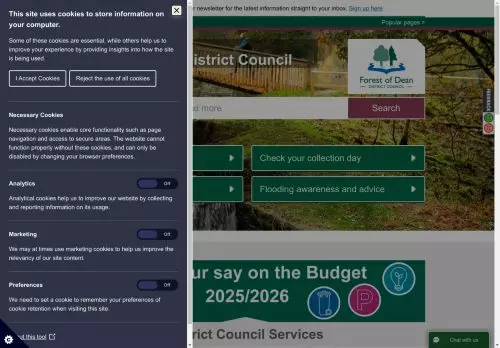 This site uses cookies to store information on
your computer.
Some of these cookies are essential, while others help us to
improve your experience by providing insights into how the site
is being used.
I Accept Cookies
Reject the use of all cookies
Necessary Cookies
Necessary cookies enable core functionality such as page
navigation and access to secure areas. The website cannot
function properly without these cookies, and can only be
disabled by changing your browser preferences.
Analytics
Off
Analytical cookies help us to improve our website by collecting
and reporting information on its usage.
Marketing
Off
We may at times use marketing cookies to help us improve the
relevancy of our site content.
Preferences
Off
We need to set a cookie to remember your preferences of
cookie retention when visiting this site.
this tool
newsletter for the latest information straight to your inbox. Sign up here
Popular pages >
District Council
Forest of Dean
DISTRICT COUNCIL
more
Search
FEEDBACK
Check your collection day
Flooding awareness and advice
ur say on the Budget
2025/2026
P
trict Council Services
Chat with us